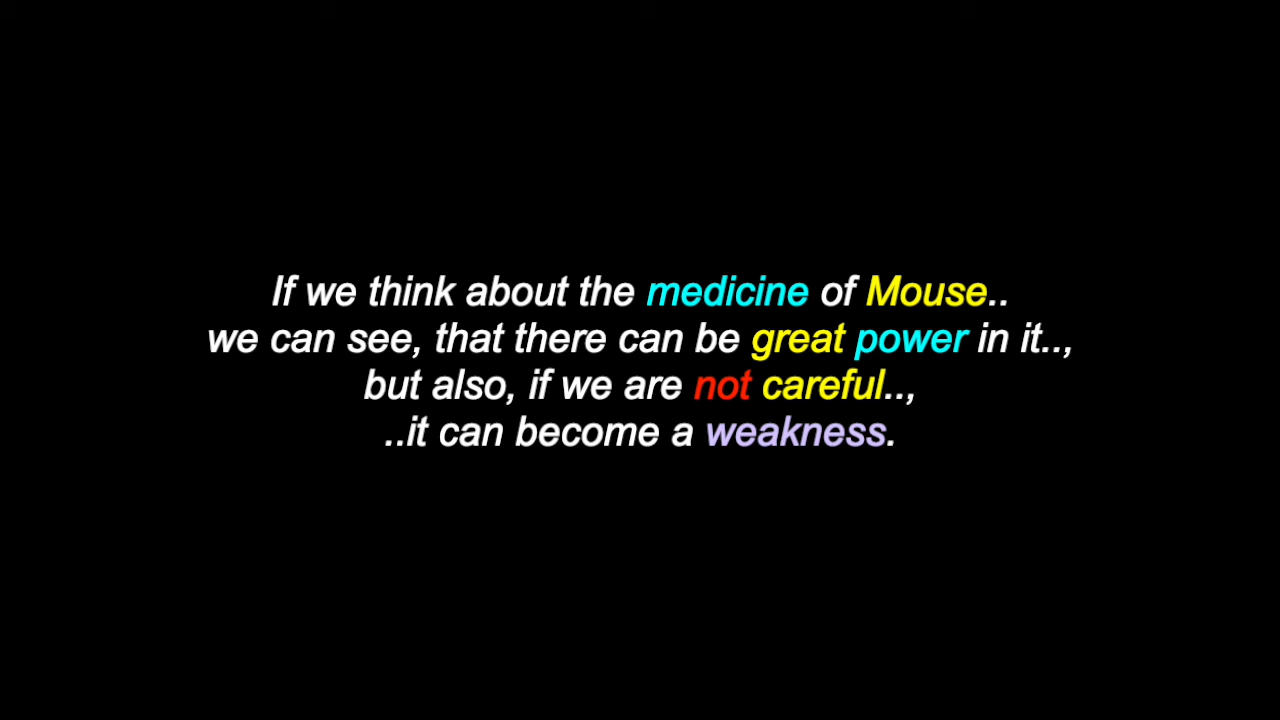 If we think about the medicine of Mouse..
we can see, that there can be great power in it..,
but also, if we are not careful..,
..it can become a weakness.